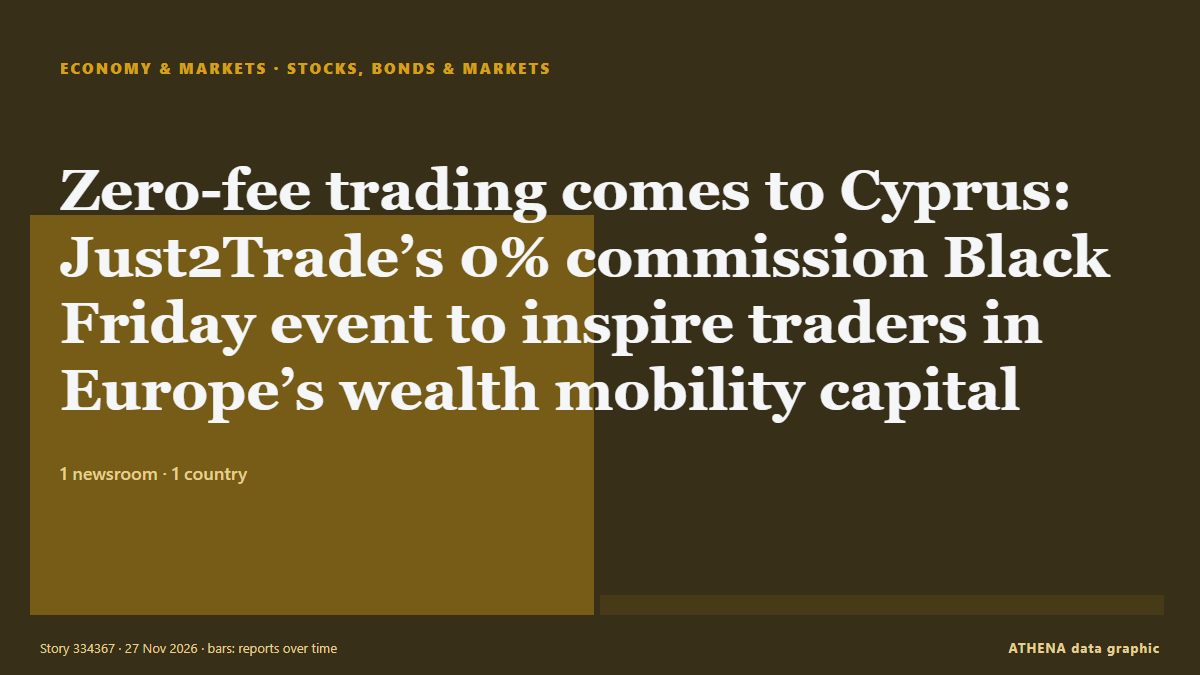 ECONOMY & MARKETS · STOCKS, BONDS & MARKETS
Zero-fee trading comes to Cyprus:
Just2Trade’s 0% commission Black
Friday event to inspire traders in
Europe’s wealth mobility capital
1 newsroom · 1 country
Story 334367 · 27 Nov 2026 · bars: reports over time
ATHENA data graphic